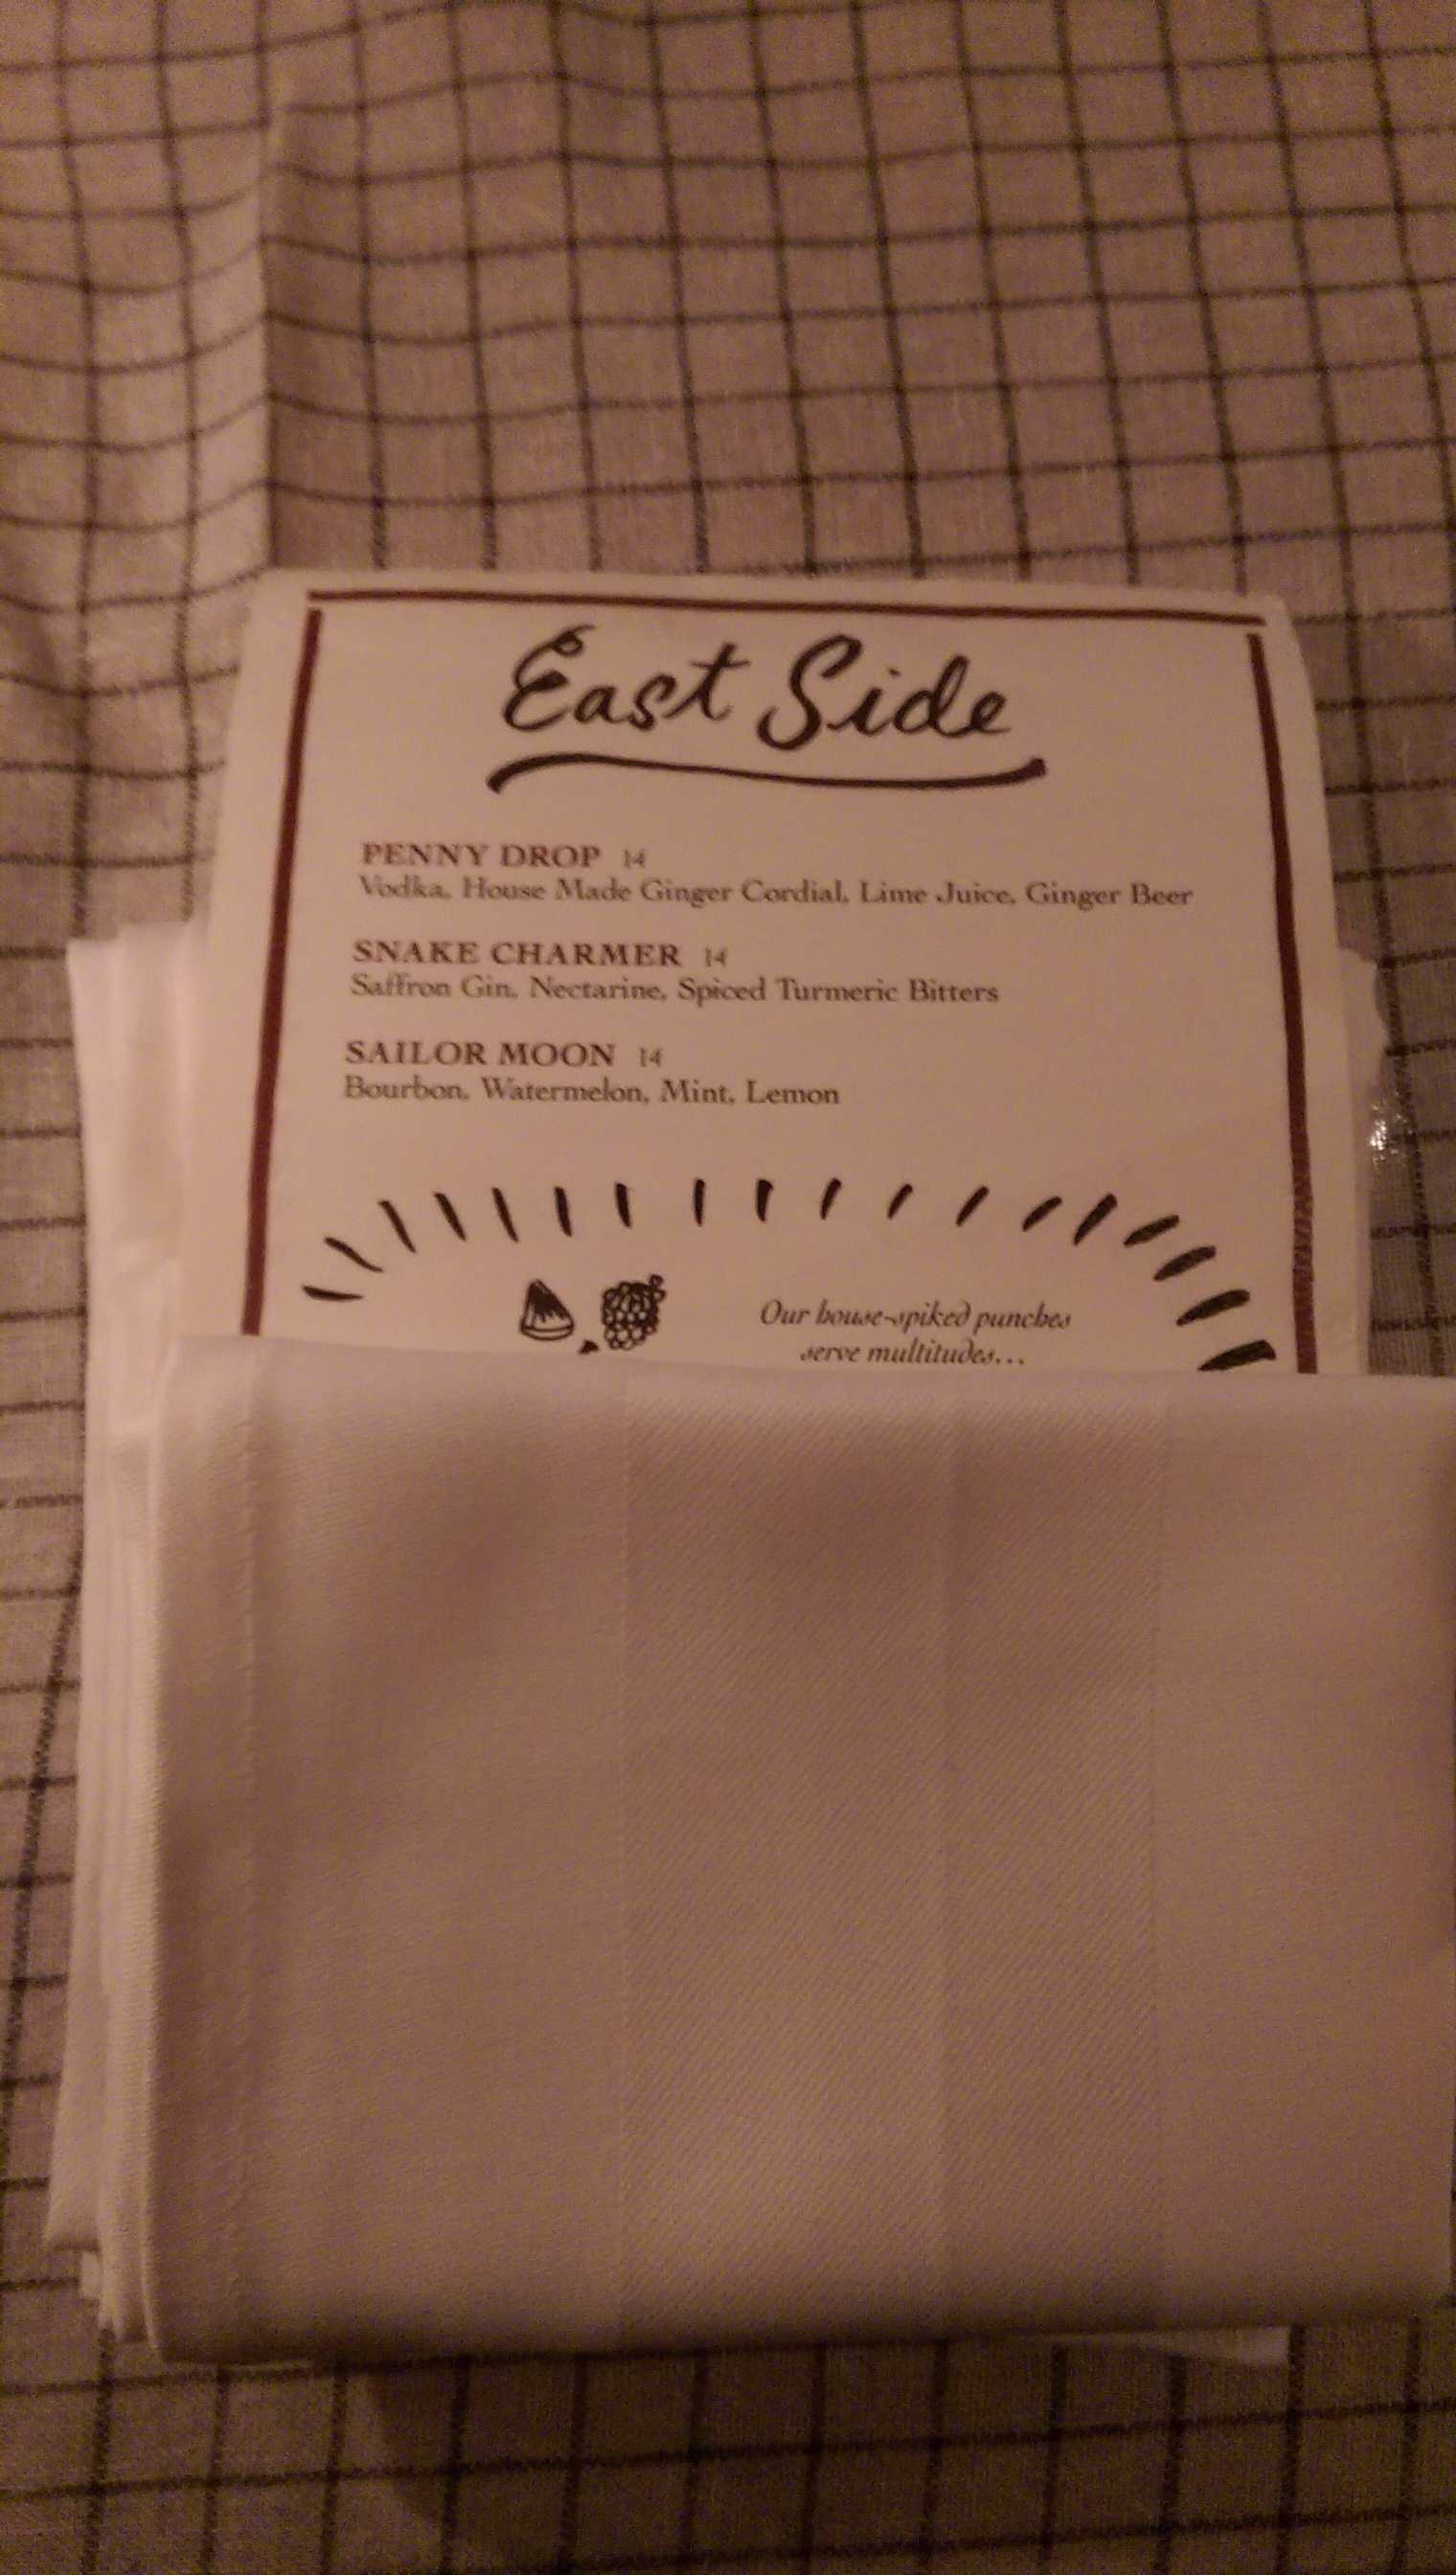 East Side
PENNY DROP 14
Vodka, House Made Ginger Cordial, Lime Juice, Ginger Beer
SNAKE CHARMER 14
Saffron Gin, Nectarine, Spiced Turmeric Bitters
SAILOR MOON 14
Bourbon, Watermelon, Mint, Lemon
Our house-spiked punches
serve multitudes...